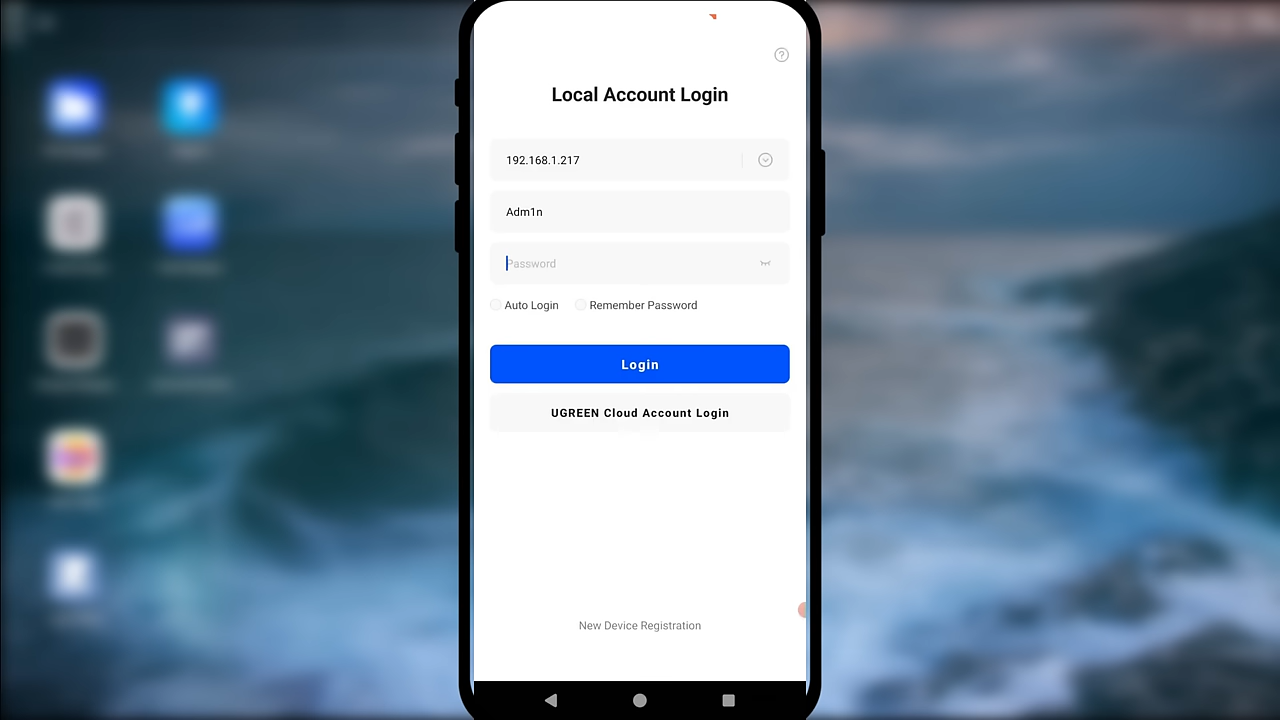 Local Account Login
192.168.1.217
Adm1n
Password
Auto Login Remember Password
Login
UGREEN Cloud Account Login
New Device Registration